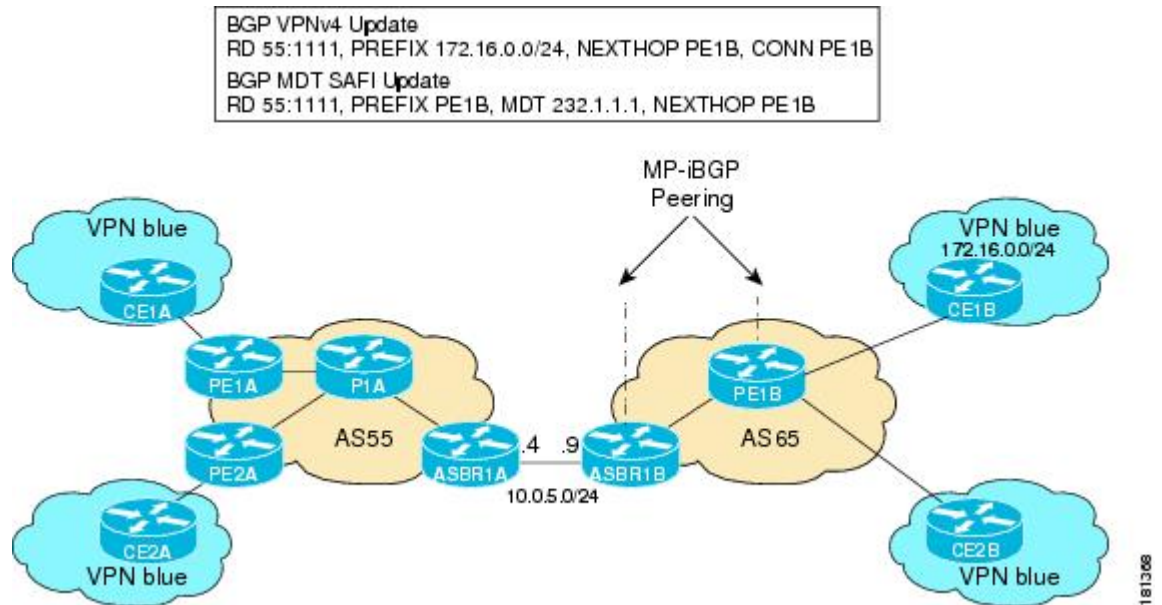 BGP VPNv4 Update
RD 55:1111, PREFIX 172.16.0.0/24, NEXTHOP PE1B, CONN PE1B
BGP MDT SAFI Update
RD 55:1111, PREFIX PE1B, MDT 232.1.1.1, NEXTHOP PE1B
MP-iBGP
Peering
VPN blue
CE1A
VPN blue
172.16.0.0/24
CE1B
PE1A
P1A
PE1B
PE2A
AS55
ASBR1A
.4
.9
ASBR1B
AS65
10.0.5.0/24
CE2A
VPN blue
CE2B
VPN blue
181368